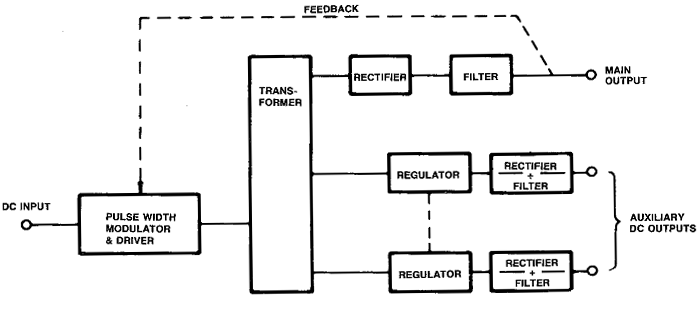 FEEDBACK
TRANS-
FORMER
RECTIFIER
FILTER
MAIN
OUTPUT
DC INPUT
PULSE WIDTH
MODULATOR
& DRIVER
REGULATOR
RECTIFIER
+
FILTER
REGULATOR
RECTIFIER
+
FILTER
AUXILIARY
DC OUTPUTS